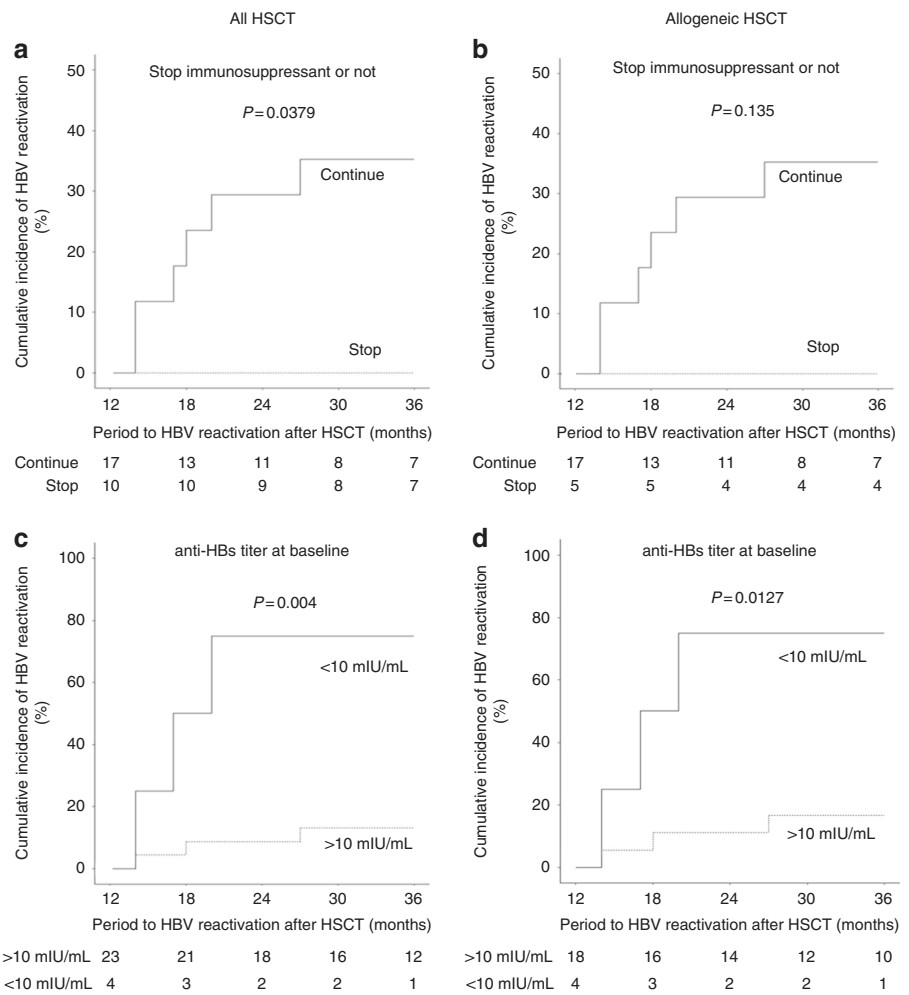 All HSCT
Allogeneic HSCT
a
Cumulative incidence of HBV reactivation
(%)
Stop immunosuppressant or not
P=0.0379
50
40
30
20
10
0
Continue
Stop
12 18 24 30 36
Period to HBV reactivation after HSCT (months)
Continue 17 13 11 8 7
Stop 10 10 9 8 7
b
Cumulative incidence of HBV reactivation
(%)
Stop immunosuppressant or not
P=0.135
50
40
30
20
10
0
Continue
Stop
12 18 24 30 36
Period to HBV reactivation after HSCT (months)
Continue 17 13 11 8 7
Stop 5 5 4 4 4
c
Cumulative incidence of HBV reactivation
(%)
anti-HBs titer at baseline
P=0.004
100
80
60
40
20
0
<10 mIU/mL
>10 mIU/mL
12 18 24 30 36
Period to HBV reactivation after HSCT (months)
>10 mIU/mL 23 21 18 16 12
<10 mIU/mL 4 3 2 2 1
d
Cumulative incidence of HBV reactivation
(%)
anti-HBs titer at baseline
P=0.0127
100
80
60
40
20
0
<10 mIU/mL
>10 mIU/mL
12 18 24 30 36
Period to HBV reactivation after HSCT (months)
>10 mIU/mL 18 16 14 12 10
<10 mIU/mL 4 3 2 2 1